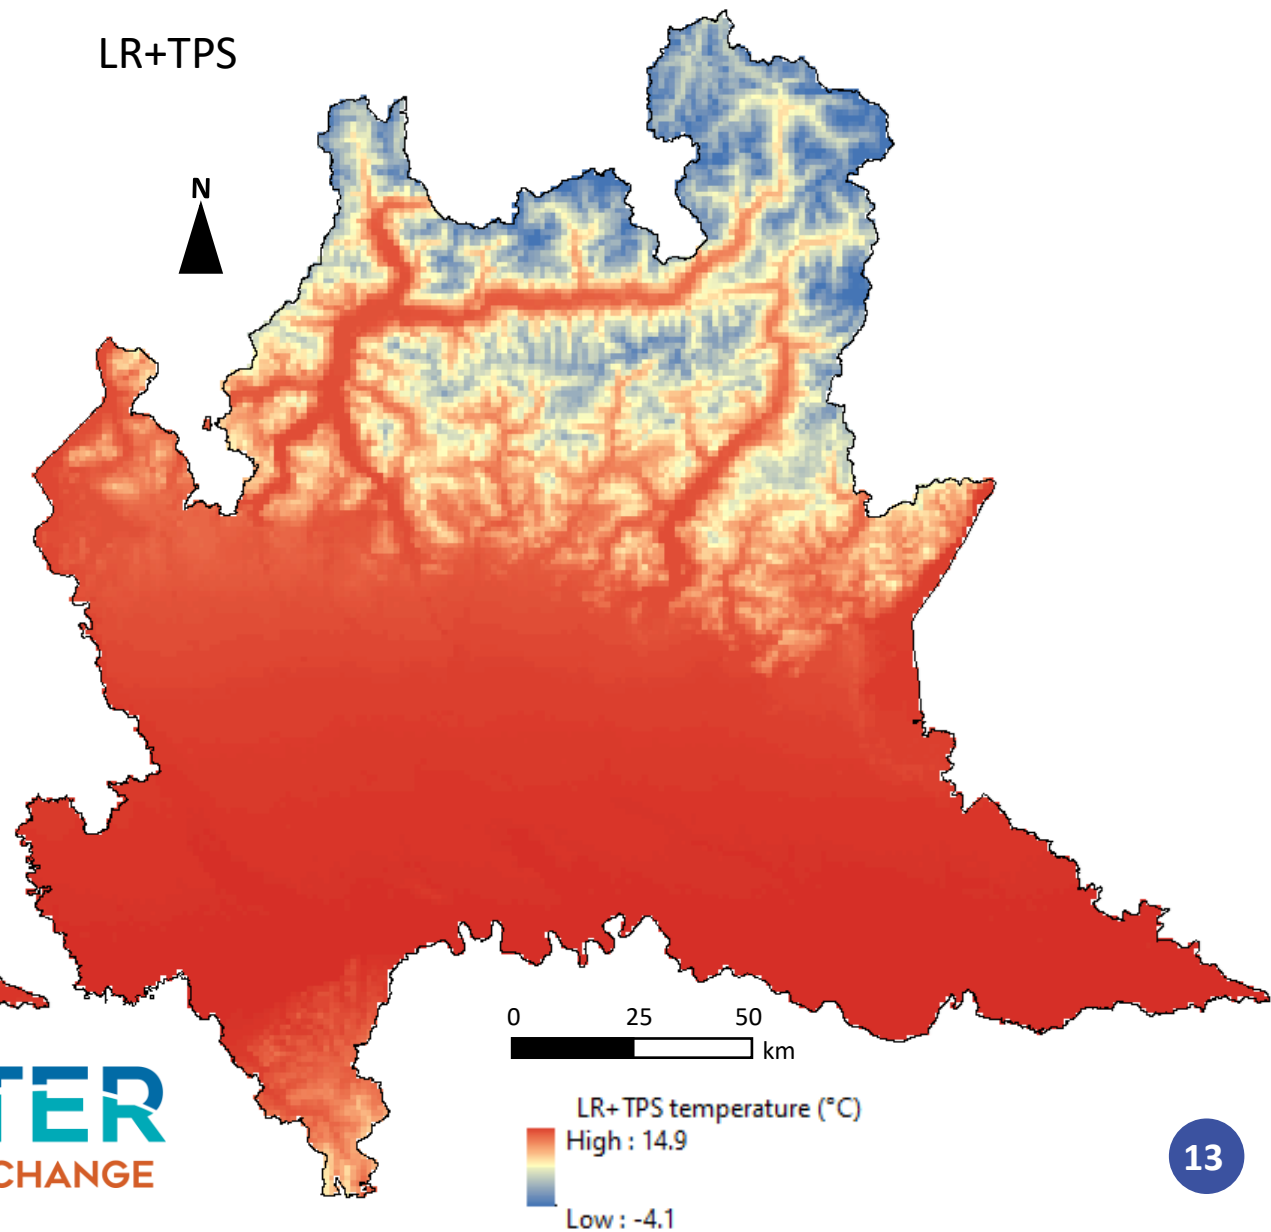 LR+TPS
N
0 25 50
km
LR+TPS temperature (°C)
High : 14.9
Low : -4.1
TER
CHANGE
13